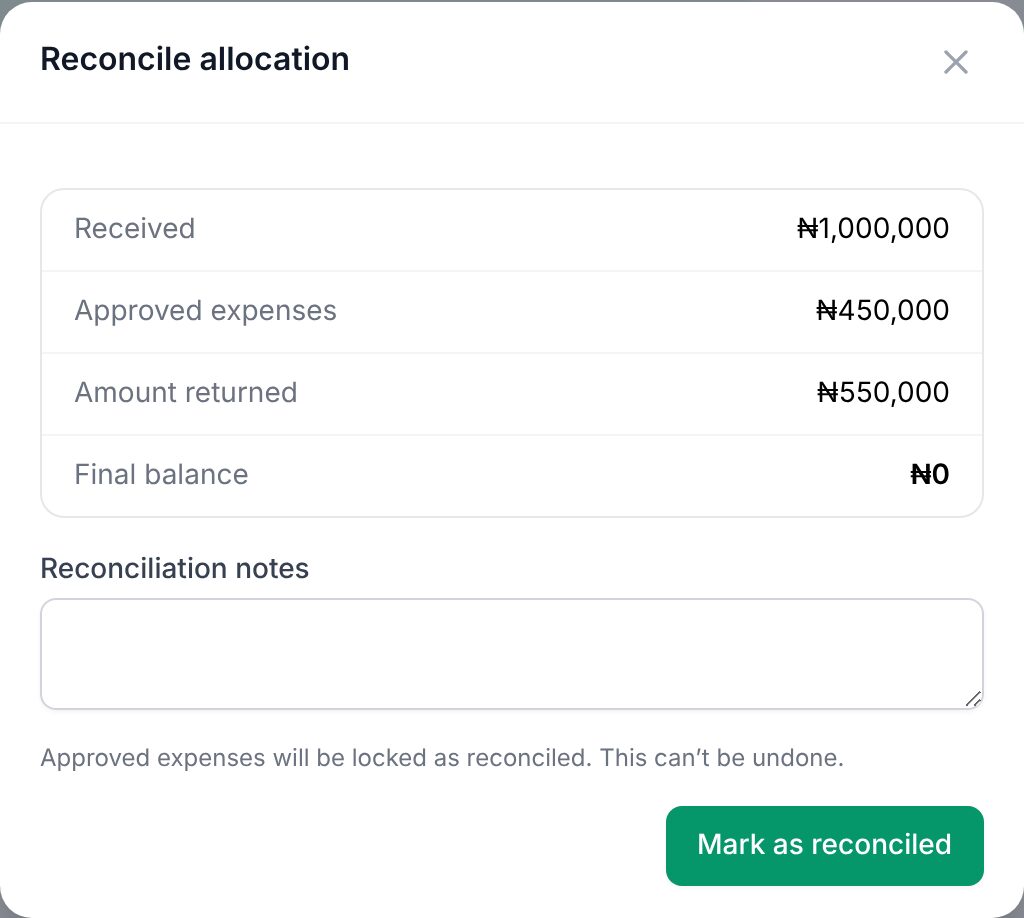 Reconcile allocation
Received ₦1,000,000
Approved expenses ₦450,000
Amount returned ₦550,000
Final balance ₦0
Reconciliation notes
Approved expenses will be locked as reconciled. This can’t be undone.
Mark as reconciled